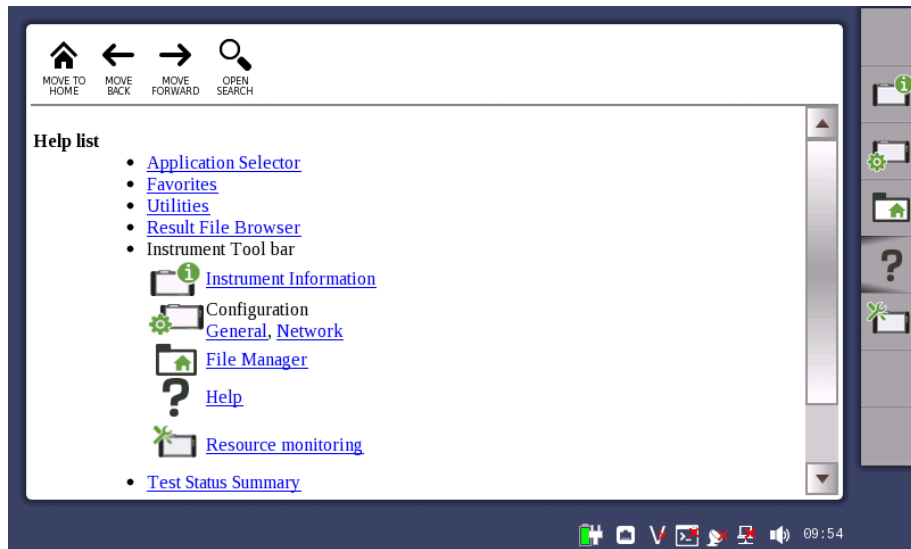 MOVE TO HOME
MOVE BACK
MOVE FORWARD
OPEN SEARCH
Help list
Application Selector
Favorites
Utilities
Result File Browser
Instrument Tool bar
Instrument Information
Configuration
General, Network
File Manager
Help
Resource monitoring
Test Status Summary
09:54